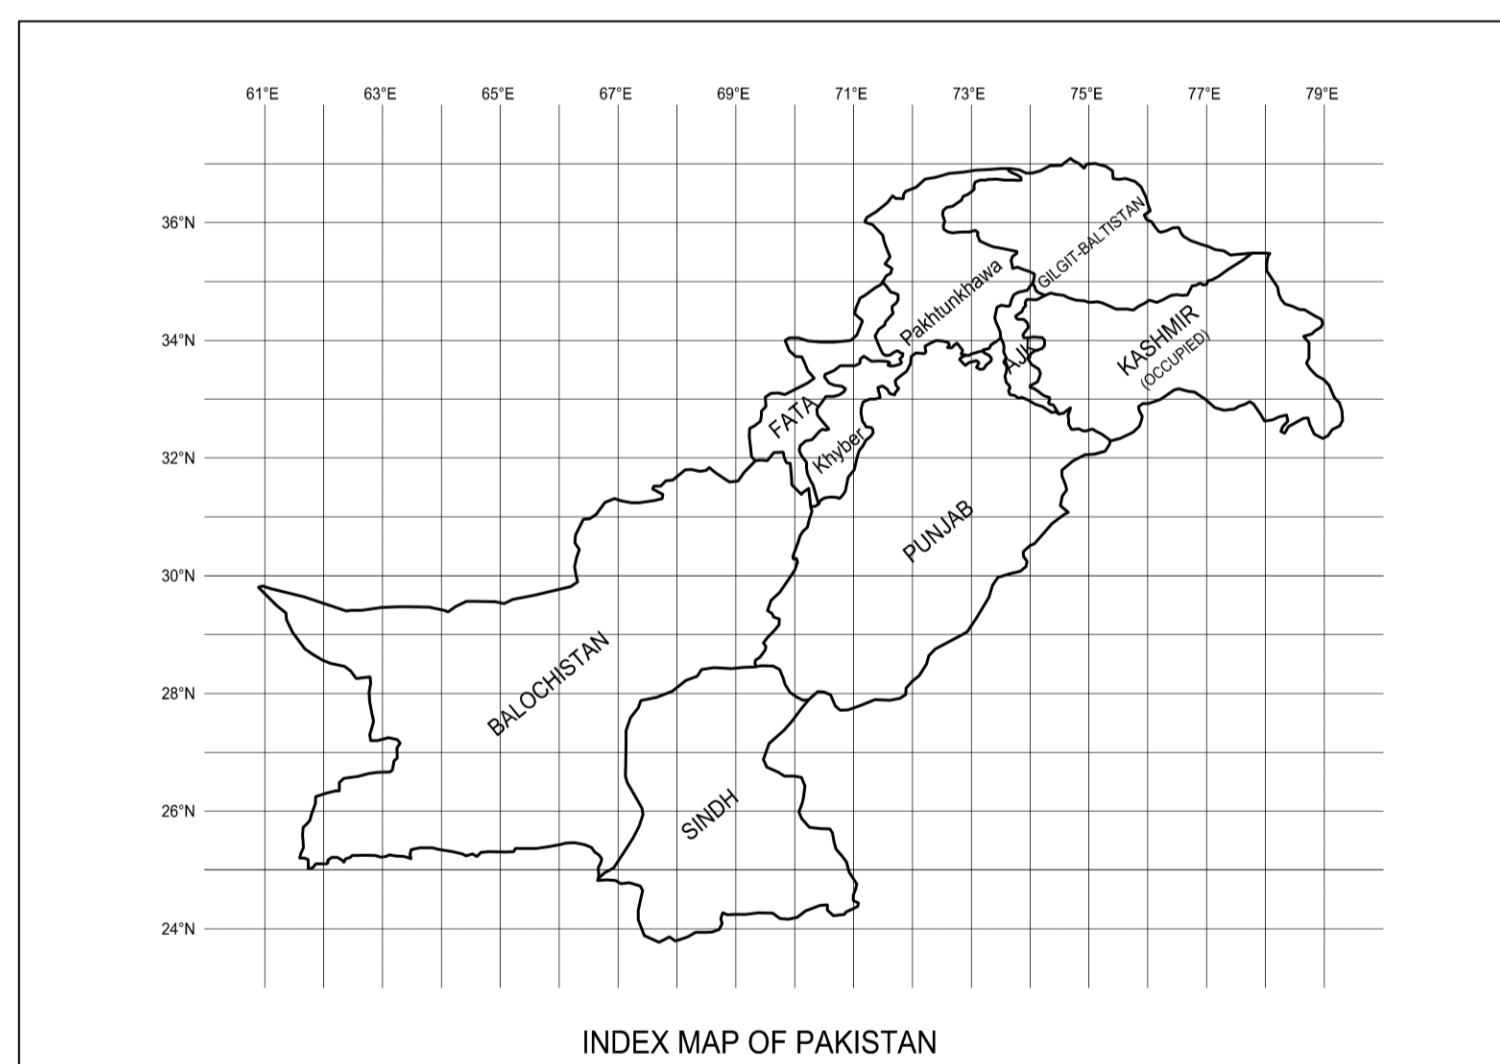 61°E 63°E 65°E 67°E 69°E 71°E 73°E 75°E 77°E 79°E
36°N
34°N
32°N
30°N
28°N
26°N
24°N
GILGIT-BALTISTAN
Pakhtunkhawa
KASHMIR
(OCCUPIED)
AJK
FATA
Khyber
PUNJAB
BALOCHISTAN
SINDH
INDEX MAP OF PAKISTAN